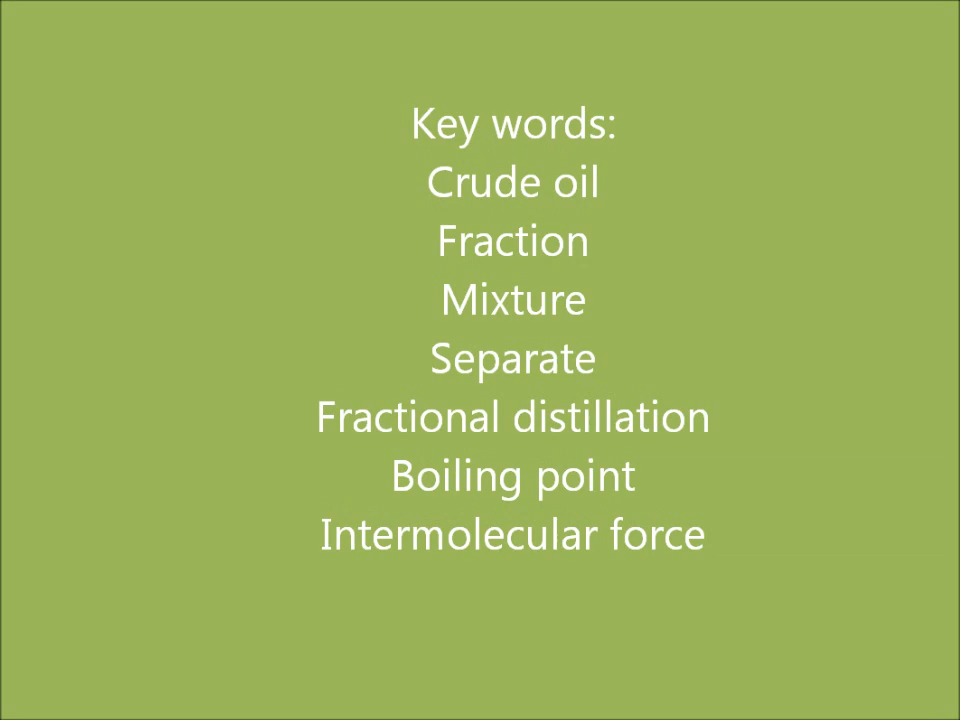 Key words:
Crude oil
Fraction
Mixture
Separate
Fractional distillation
Boiling point
Intermolecular force